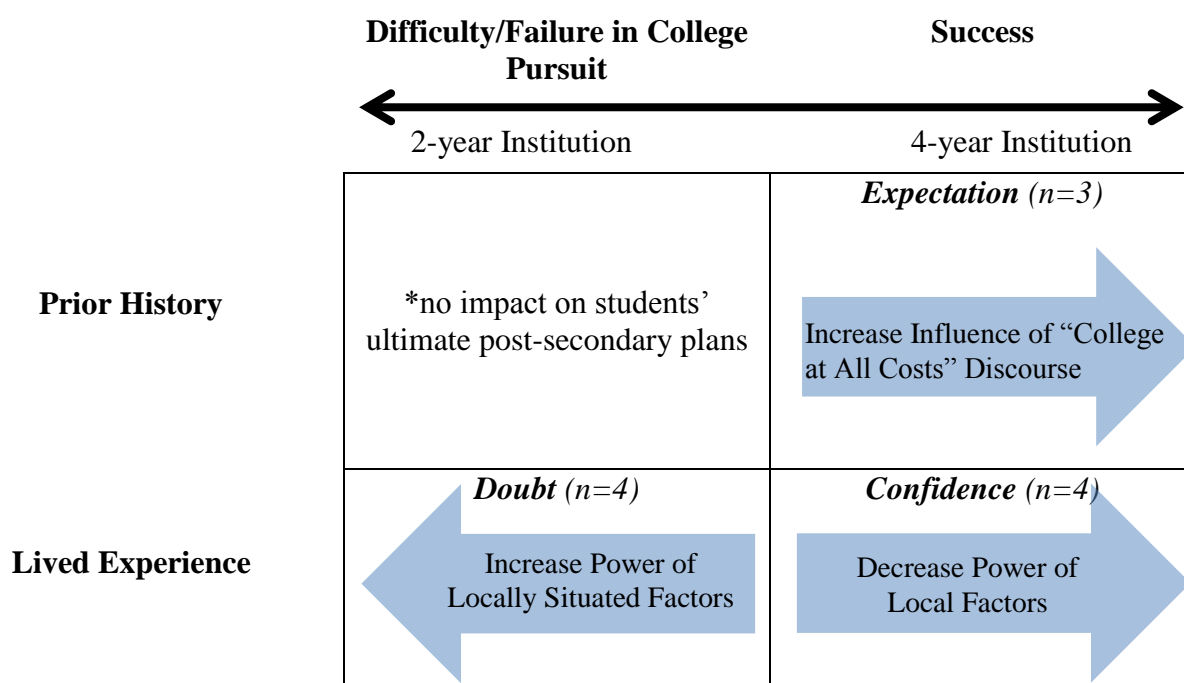 Difficulty/Failure in College
Pursuit
Success
2-year Institution
4-year Institution
Prior History
*no impact on students’
ultimate post-secondary plans
Expectation (n=3)
Increase Influence of “College
at All Costs” Discourse
Lived Experience
Doubt (n=4)
Increase Power of
Locally Situated Factors
Confidence (n=4)
Decrease Power of
Local Factors